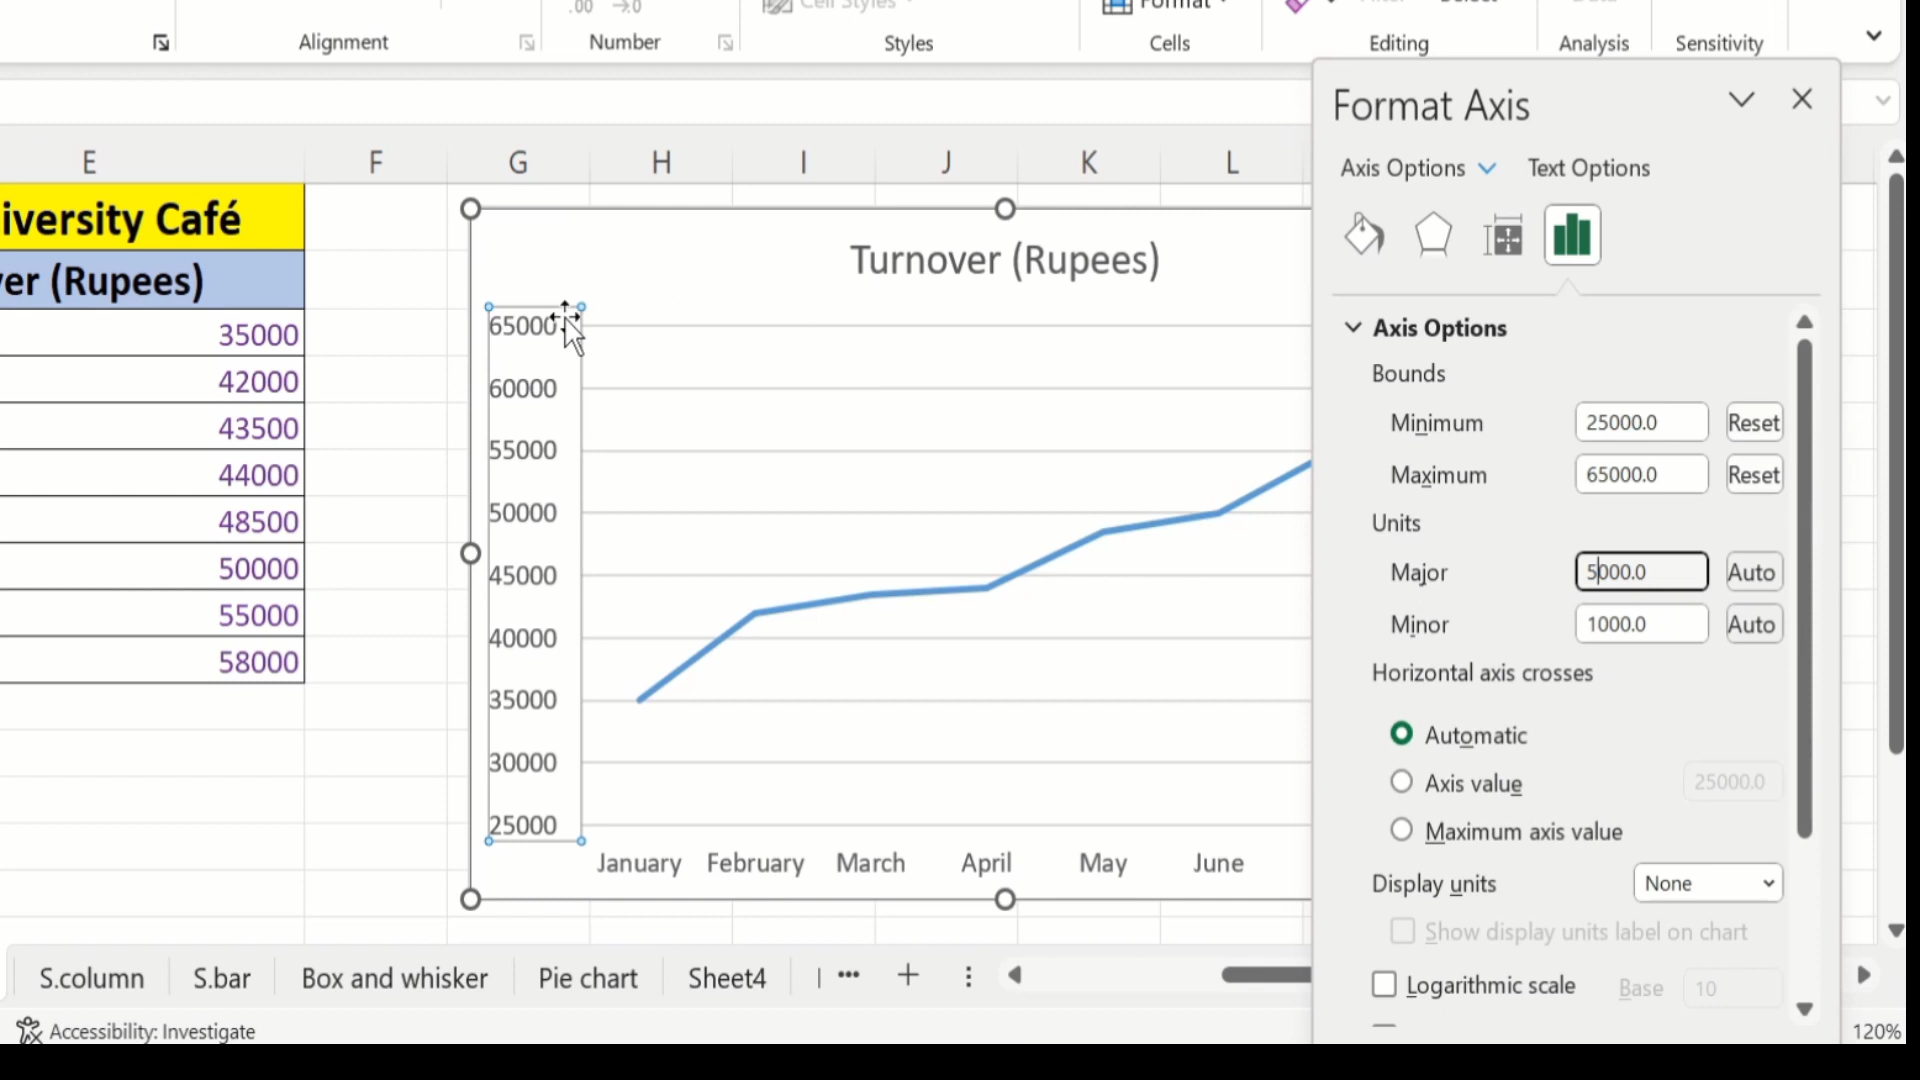 .00
Cell Styles
Format
Alignment
Number
Styles
Cells
Editing
Analysis
Sensitivity
Format Axis
Axis Options
Text Options
E
F
G
H
I
J
K
L
iversity Café
er (Rupees)
35000
42000
43500
44000
48500
50000
55000
58000
Turnover (Rupees)
65000
60000
55000
50000
45000
40000
35000
30000
25000
January
February
March
April
May
June
Axis Options
Bounds
Minimum
25000.0
Reset
Maximum
65000.0
Reset
Units
Major
5000.0
Auto
Minor
1000.0
Auto
Horizontal axis crosses
Automatic
Axis value
25000.0
Maximum axis value
Display units
None
Show display units label on chart
Logarithmic scale
Base
10
S.column
S.bar
Box and whisker
Pie chart
Sheet4
Accessibility: Investigate
120%